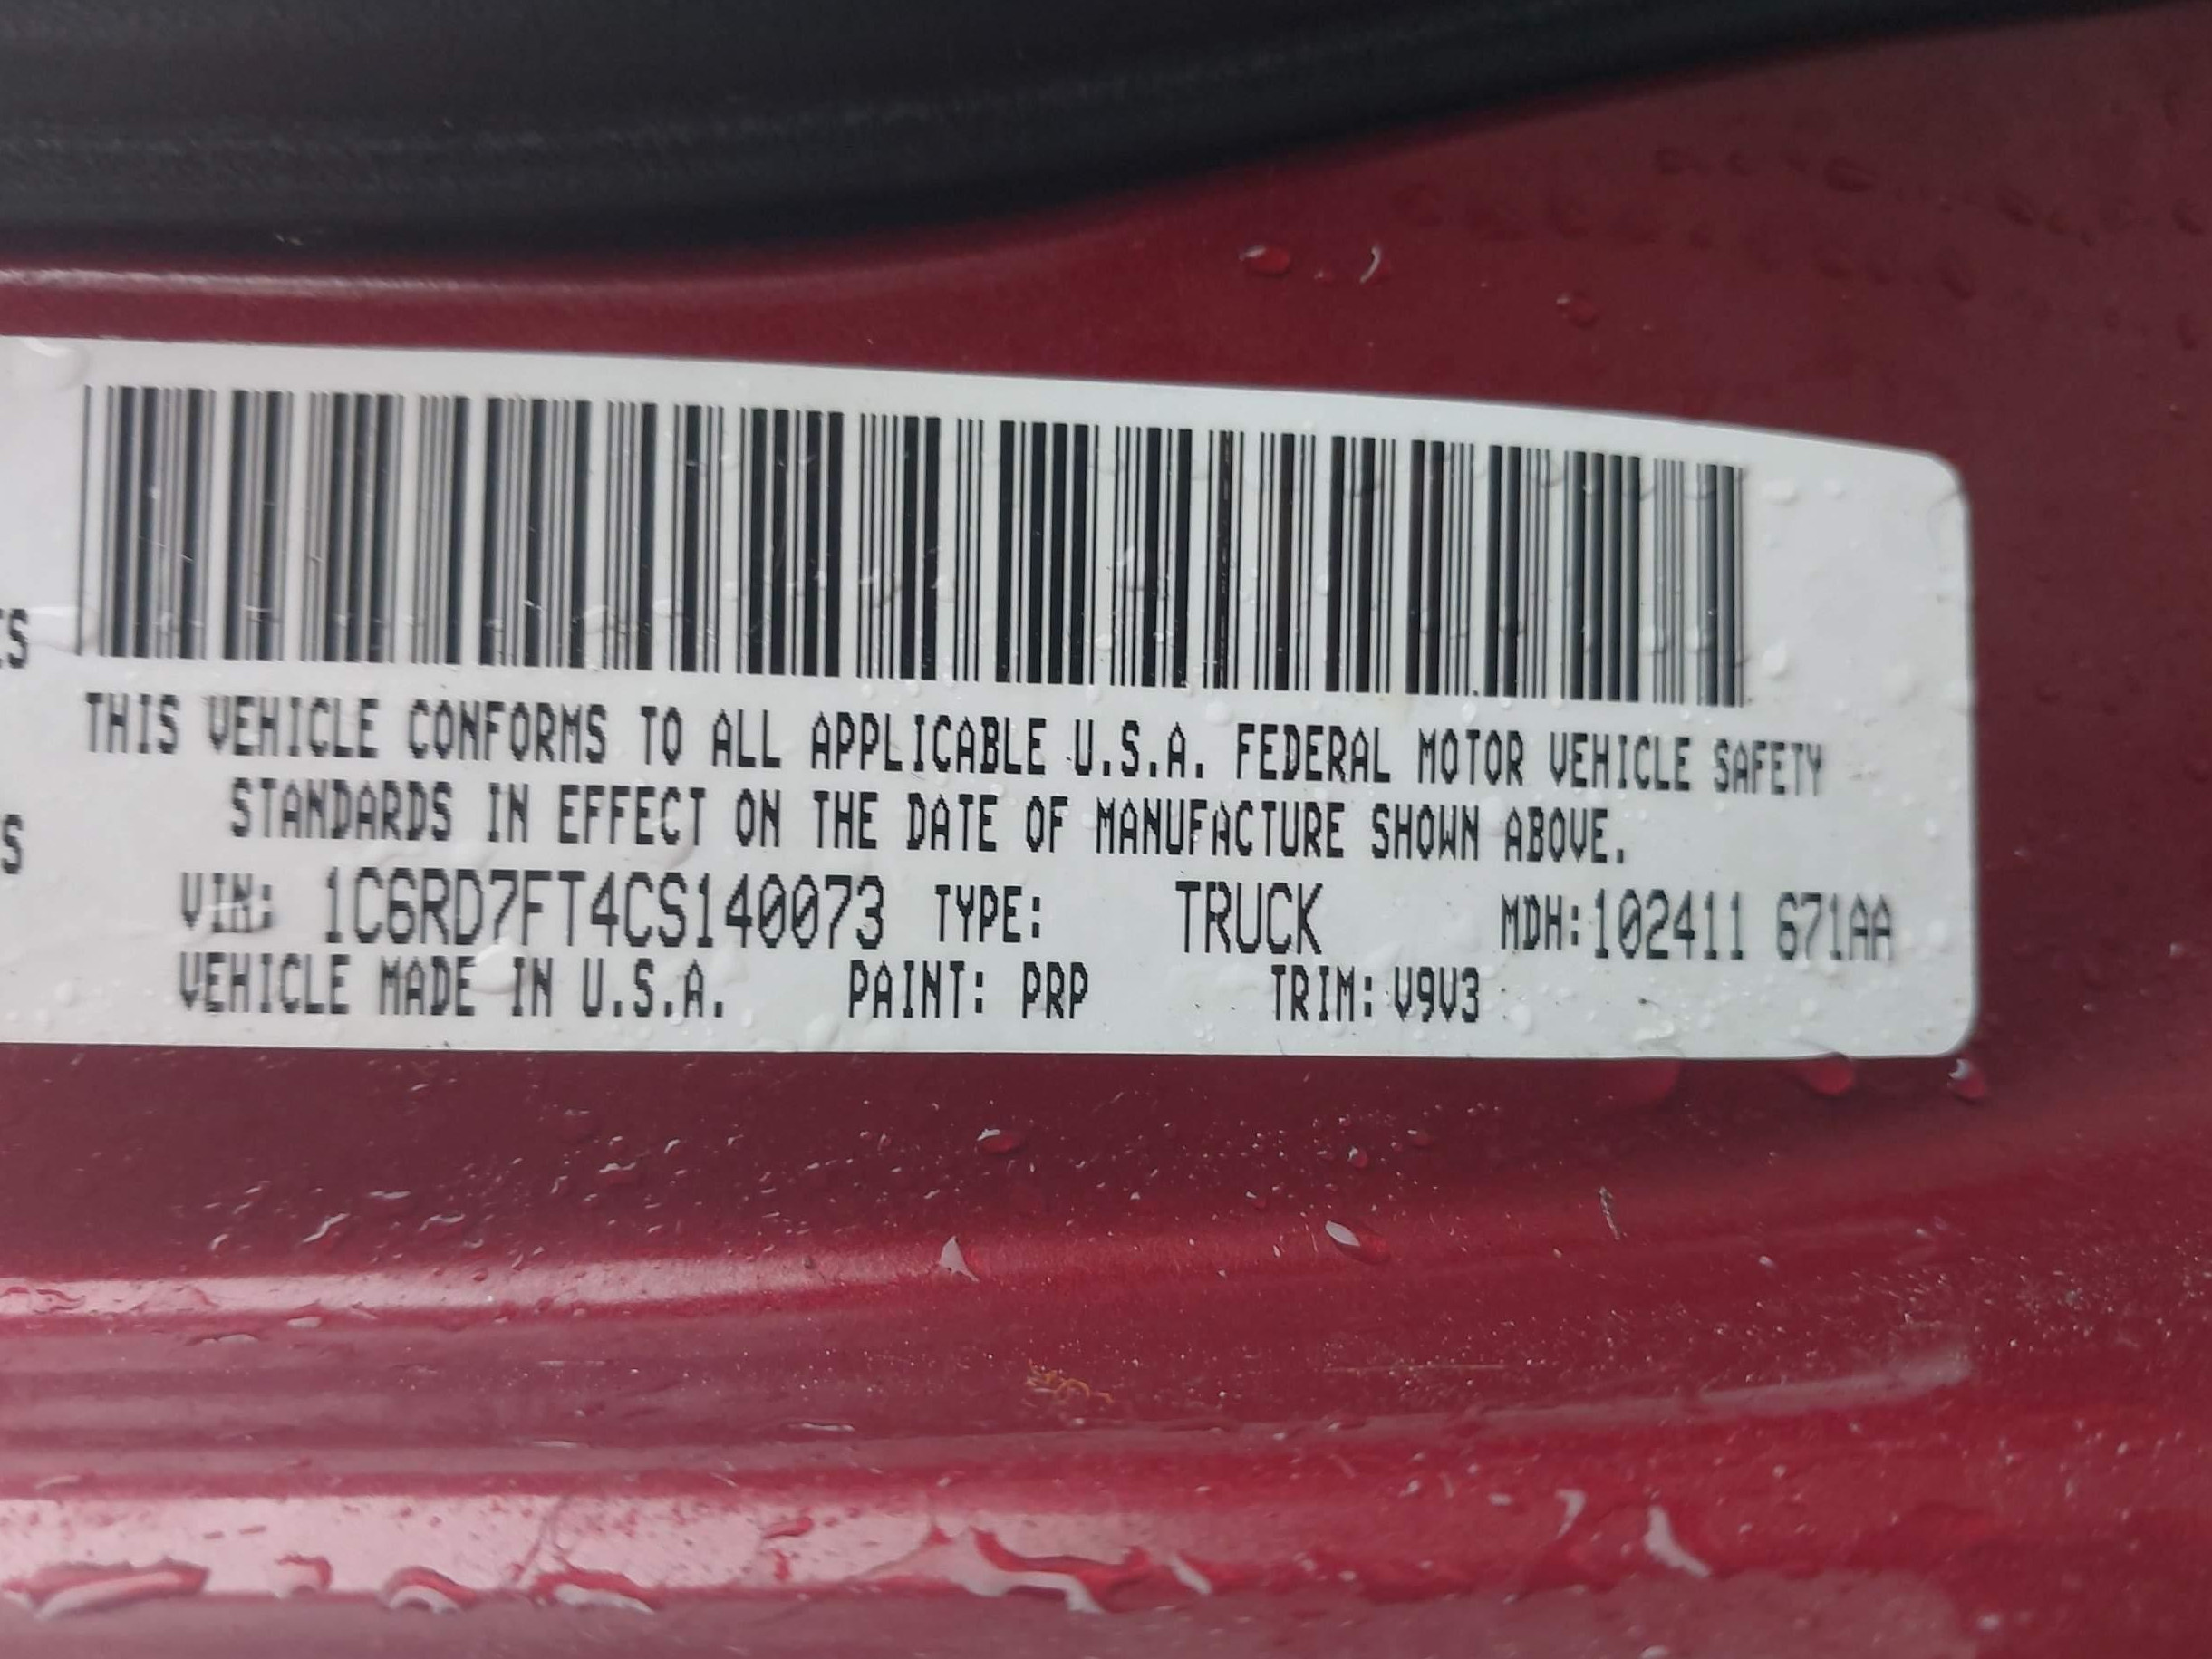 S
THIS VEHICLE CONFORMS TO ALL APPLICABLE U.S.A. FEDERAL MOTOR VEHICLE SAFETY
STANDARDS IN EFFECT ON THE DATE OF MANUFACTURE SHOWN ABOVE.
S
VIN: 1C6RD7FT4CS140073 TYPE: TRUCK MDH:102411 671AA
VEHICLE MADE IN U.S.A. PAINT: PRP TRIM: V9V3